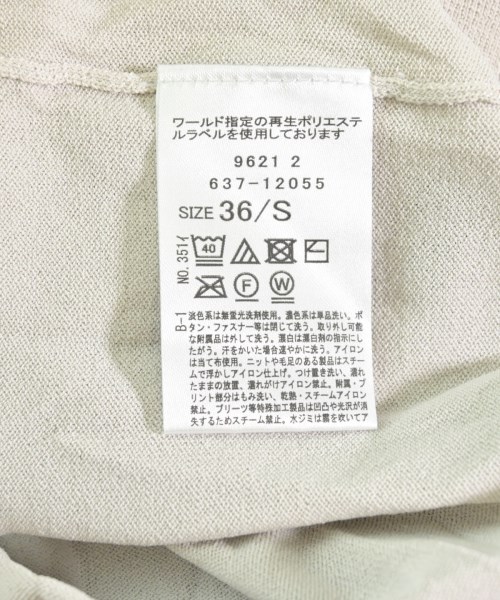 ワールド指定の再生ポリエステ
ルラベルを使用しております
9621 2
637-12055
SIZE 36/S
NO.3511イ
40
F W
B-1
淡色系は無蛍光洗剤使用。濃色系は単品洗い。ボ
タン・ファスナー等は閉じて洗う。取り外し可能
な附属品は外して洗う。漂白は漂白剤の指示にし
たがう。汗をかいた場合速やかに洗う。アイロン
は当て布使用。ニットや毛足のある製品はスチーム
で浮かしアイロン仕上げ。つけ置き洗い、濡れ
たままの放置、濡れがけアイロン禁止。附属・プ
リント部分はもみ洗い、乾熱・スチームアイロン
禁止。プリーツ等特殊加工製品は凹凸や光沢が消
失するためスチーム禁止。水ジミは霧を吹いてア